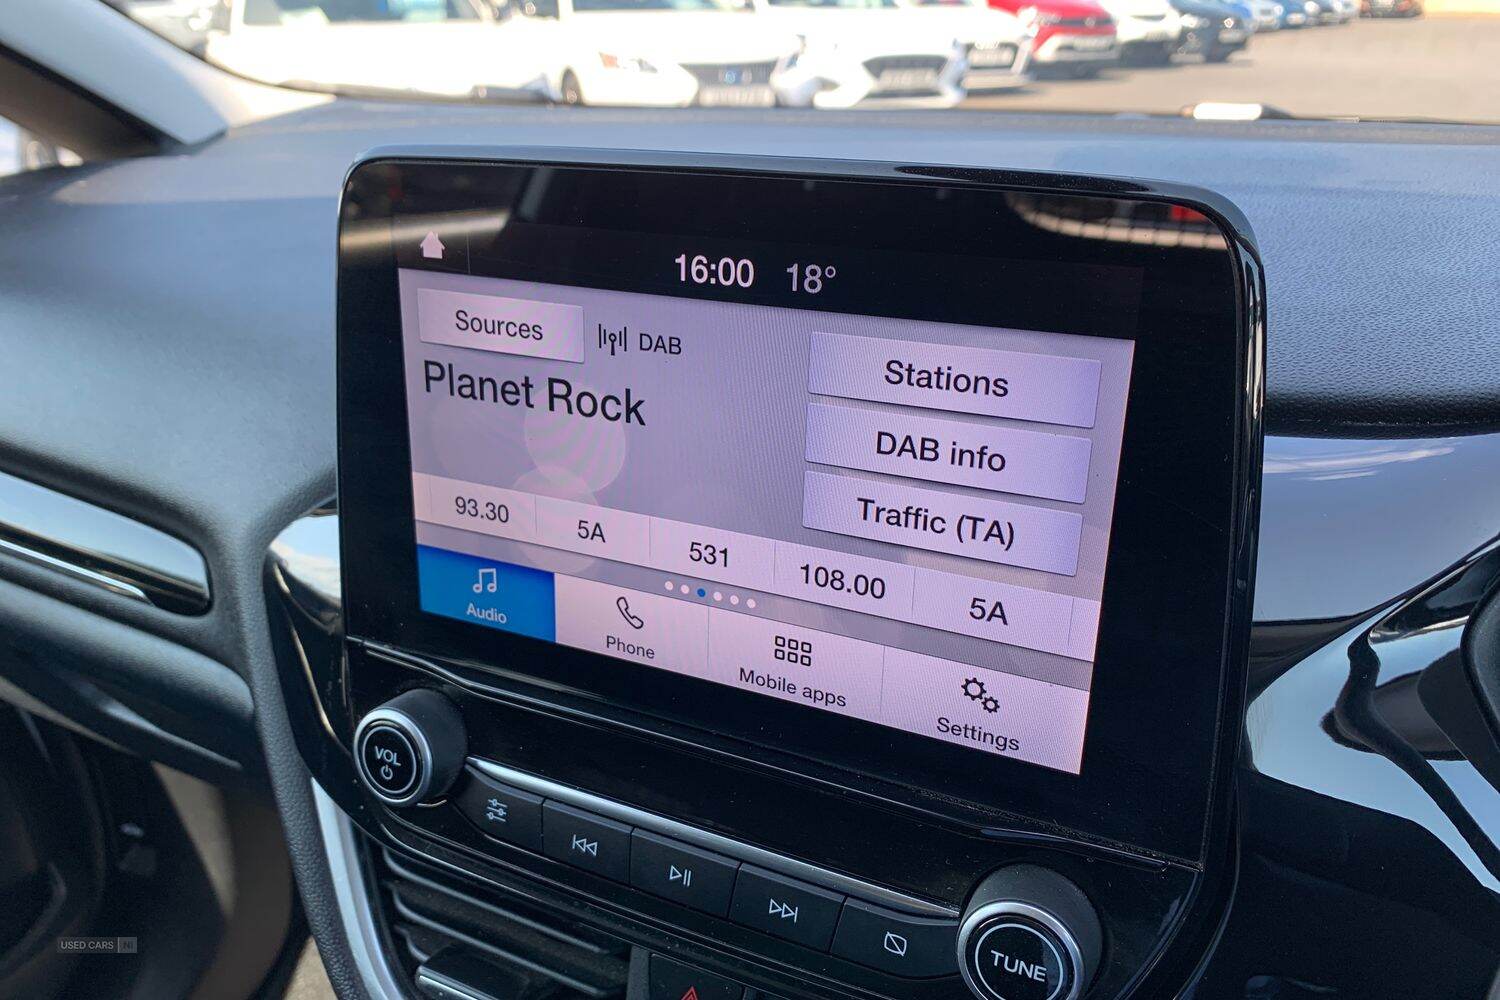 16:00 18°
Sources DAB
Planet Rock
Stations
DAB info
Traffic (TA)
93.30 5A 531 108.00 5A
Audio Phone Mobile apps Settings
VOL
TUNE
USED CARS NI